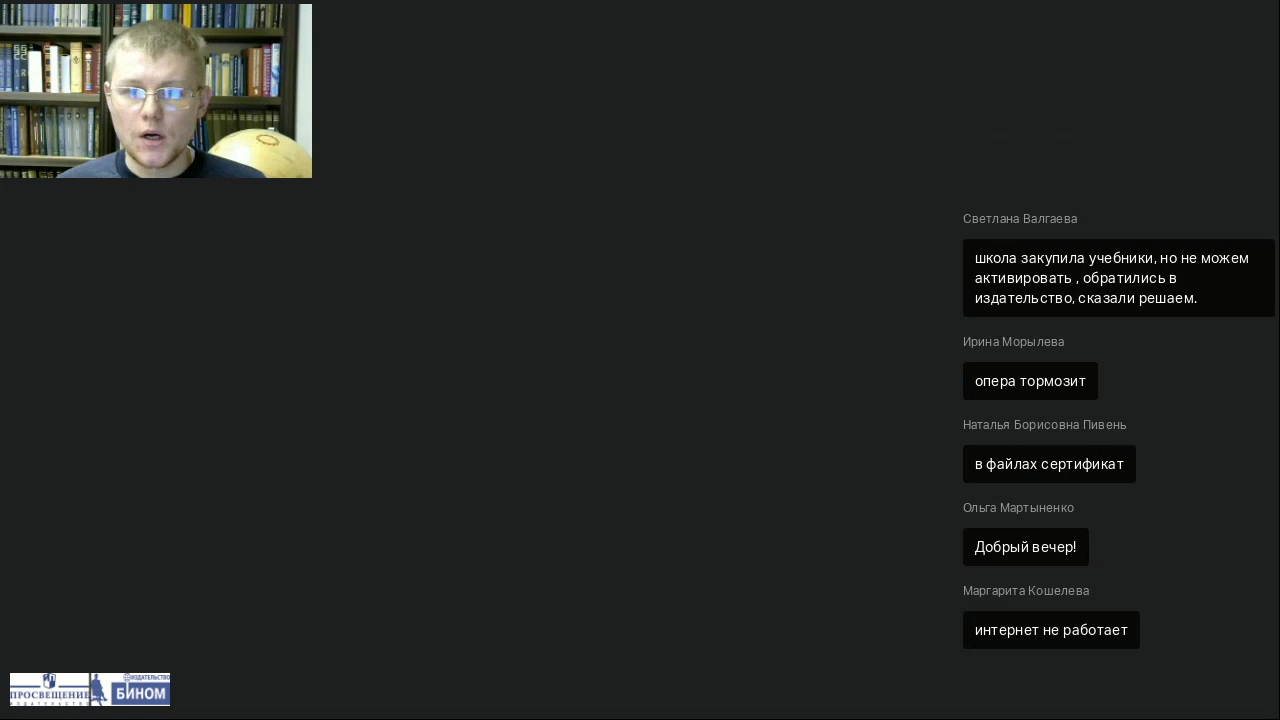 Светлана Валгаева
школа закупила учебники, но не можем
активировать , обратились в
издательство, сказали решаем.
Ирина Морылева
опера тормозит
Наталья Борисовна Пивень
в файлах сертификат
Ольга Мартыненко
Добрый вечер!
Маргарита Кошелева
интернет не работает
ПРОСВЕЩЕНИЕ
ИЗДАТЕЛЬСТВО
ИЗДАТЕЛЬСТВО
БИНОМ